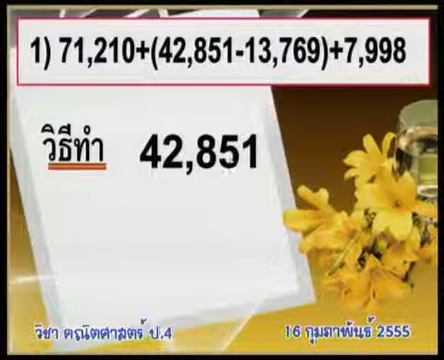 1) 71,210+(42,851-13,769)+7,998
วิธีทำ 42,851
วิชา คณิตศาสตร์ ป.4 16 กุมภาพันธ์ 2555